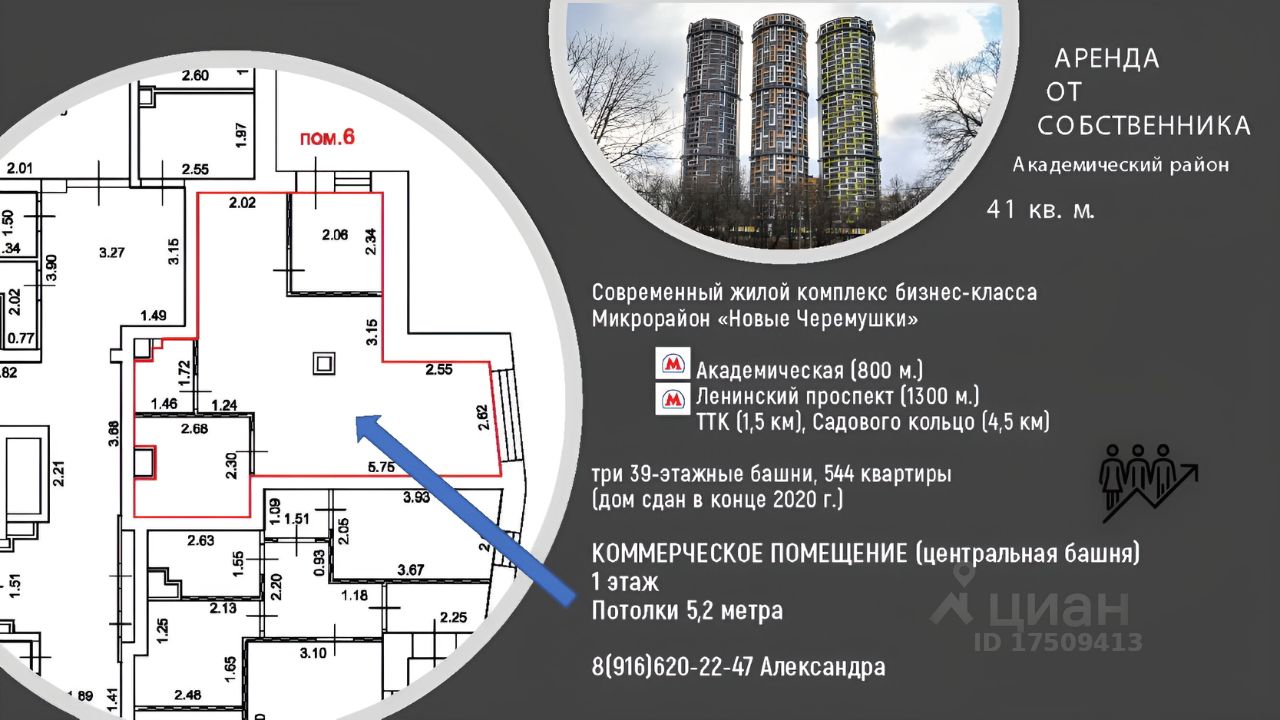 АРЕНДА
ОТ
СОБСТВЕННИКА
Академический район
41 кв. м.
Современный жилой комплекс бизнес-класса
Микрорайон «Новые Черемушки»
М Академическая (800 м.)
М Ленинский проспект (1300 м.)
ТТК (1,5 км), Садового кольцо (4,5 км)
три 39-этажные башни, 544 квартиры
(дом сдан в конце 2020 г.)
КОММЕРЧЕСКОЕ ПОМЕЩЕНИЕ (центральная башня)
1 этаж
Потолки 5,2 метра
8(916)620-22-47 Александра
циан
ID 17509413
2.60
1.97
пом.6
2.01
2.55
2.02
1.50
.34
3.27
3.15
2.06
2.34
3.90
2.02
0.77
1.49
3.15
.82
1.72
2.55
1.46
1.24
2.62
3.68
2.68
2.30
5.75
2.21
3.93
1.09
1.51
2.05
2.63
1.55
0.93
3.67
1.51
2.20
1.18
2.13
2.25
1.25
3.10
1.65
2.48
1.41
.89